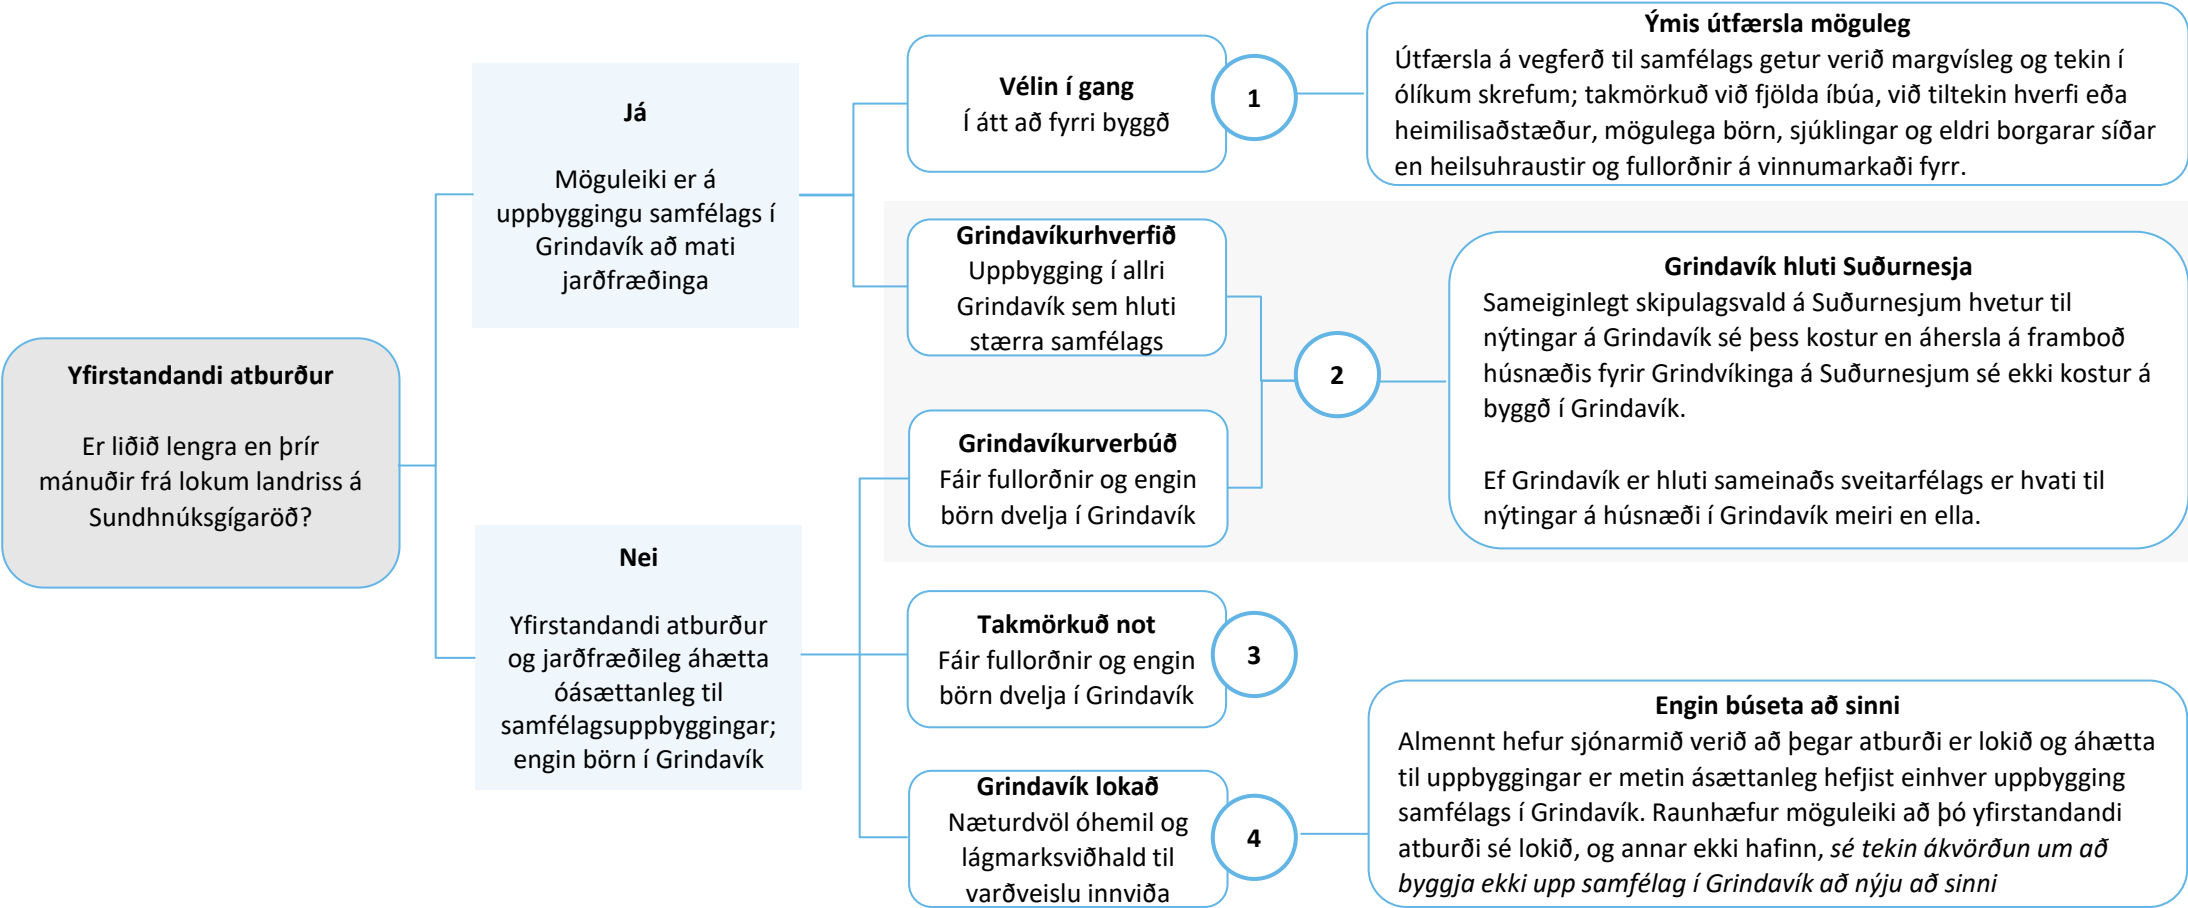 Yfirstandandi atburður
Er liðið lengra en þrír
mánuðir frá lokum landriss á
Sundhnúksgígaröð?
Já
Möguleiki er á
uppbyggingu samfélags í
Grindavík að mati
jarðfræðinga
Nei
Yfirstandandi atburður
og jarðfræðileg áhætta
óásættanleg til
samfélagsuppbyggingar;
engin börn í Grindavík
Vélin í gang
Í átt að fyrri byggð
1
Ýmis útfærsla möguleg
Útfærsla á vegferð til samfélags getur verið margvísleg og tekin í
ólíkum skrefum; takmörkuð við fjölda íbúa, við tiltekin hverfi eða
heimilisaðstæður, mögulega börn, sjúklingar og eldri borgarar síðar
en heilsuhraustir og fullorðnir á vinnumarkaði fyrr.
Grindavíkurhverfið
Uppbygging í allri
Grindavík sem hluti
stærra samfélags
Grindavíkurverbúð
Fáir fullorðnir og engin
börn dvelja í Grindavík
2
Grindavík hluti Suðurnesja
Sameiginlegt skipulagsvald á Suðurnesjum hvetur til
nýtingar á Grindavík sé þess kostur en áhersla á framboð
húsnæðis fyrir Grindvíkinga á Suðurnesjum sé ekki kostur á
byggð í Grindavík.
Ef Grindavík er hluti sameinaðs sveitarfélags er hvati til
nýtingar á húsnæði í Grindavík meiri en ella.
Takmörkuð not
Fáir fullorðnir og engin
börn dvelja í Grindavík
3
Grindavík lokað
Næturdvöl óhemil og
lágmarksviðhald til
varðveislu innviða
4
Engin búseta að sinni
Almennt hefur sjónarmið verið að þegar atburði er lokið og áhætta
til uppbyggingar er metin ásættanleg hefjist einhver uppbygging
samfélags í Grindavík. Raunhæfur möguleiki að þó yfirstandandi
atburði sé lokið, og annar ekki hafinn, sé tekin ákvörðun um að
byggja ekki upp samfélag í Grindavík að nýju að sinni